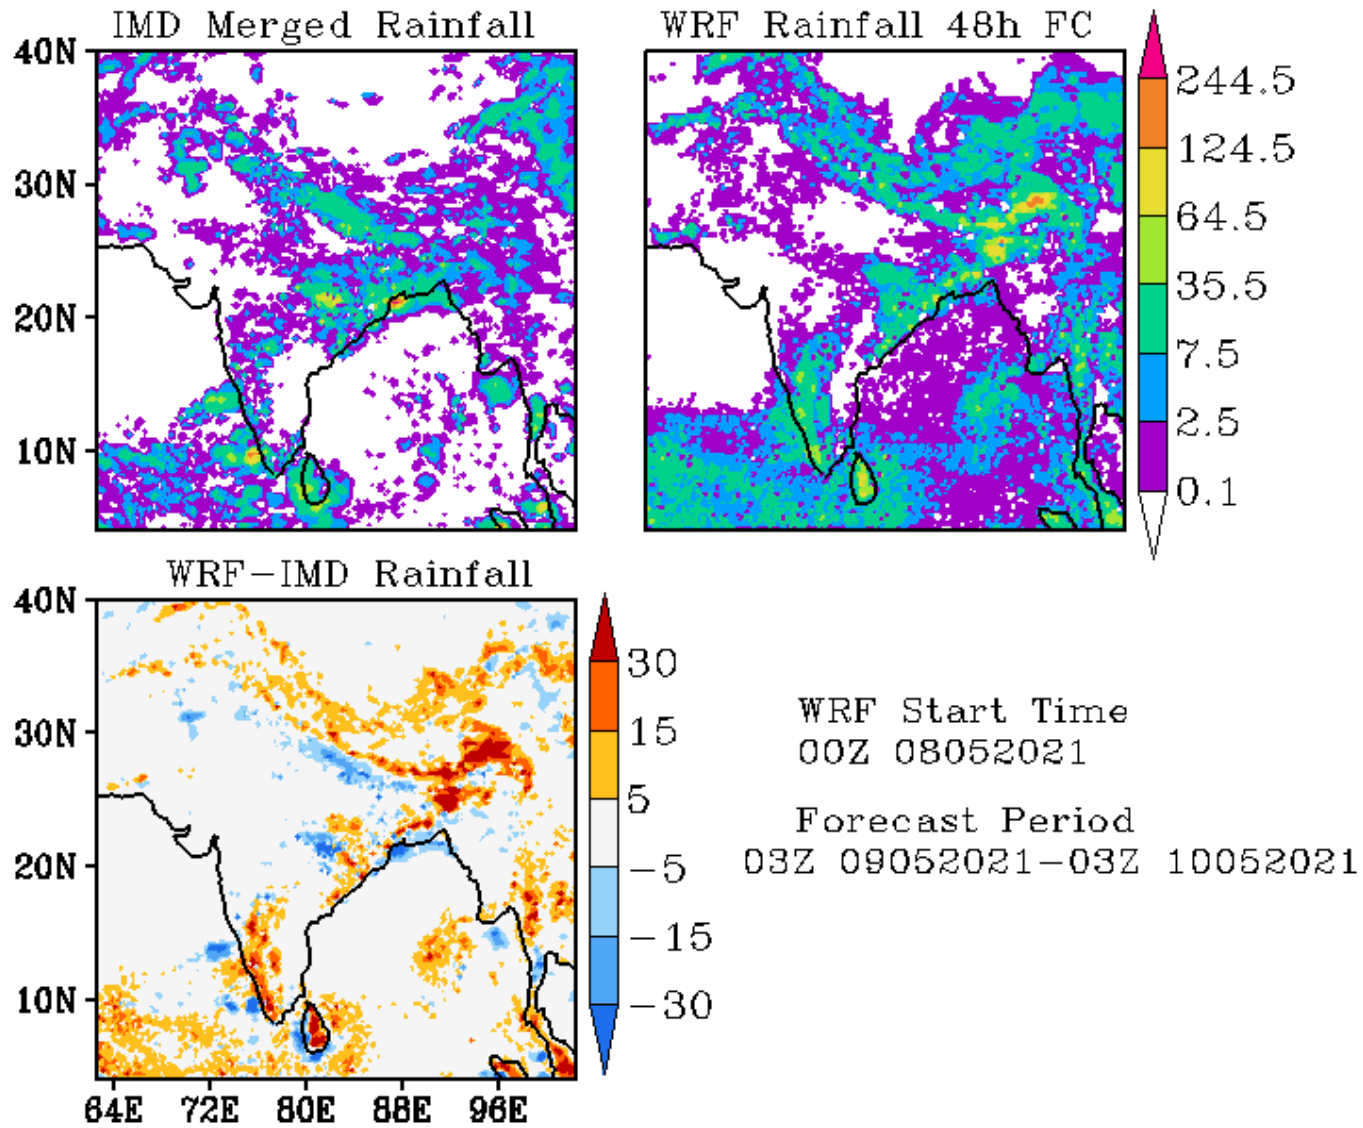 IMD Merged Rainfall
WRF Rainfall 48h FC
40N
30N
20N
10N
244.5
124.5
64.5
35.5
7.5
2.5
0.1
WRF-IMD Rainfall
40N
30N
20N
10N
64E 72E 80E 88E 96E
30
15
5
-5
-15
-30
WRF Start Time
00Z 08052021
Forecast Period
03Z 09052021-03Z 10052021